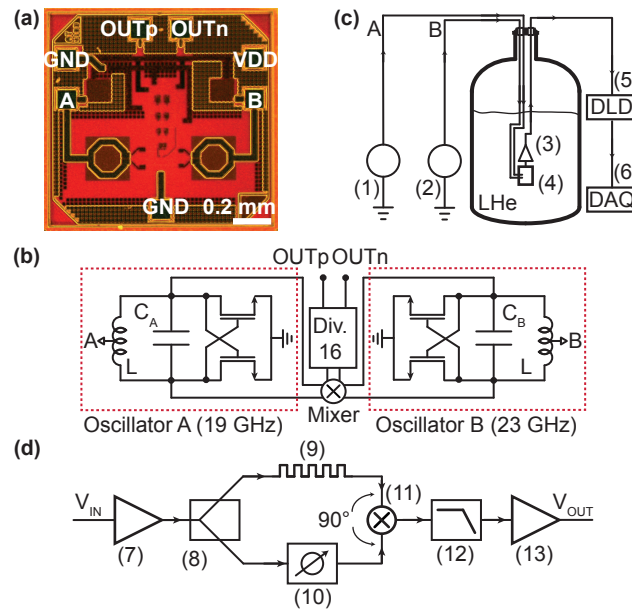 (a)
OUTp OUTn
GND
VDD
A
B
GND 0.2 mm
(b)
OUTp OUTn
C_A
A
L
Div.
16
Mixer
C_B
B
L
Oscillator A (19 GHz)
Oscillator B (23 GHz)
(c)
A
B
(1)
(2)
(3)
(4)
LHe
(5)
DLD
(6)
DAQ
(d)
V_IN
(7)
(8)
(9)
(10)
90°
(11)
(12)
(13)
V_OUT